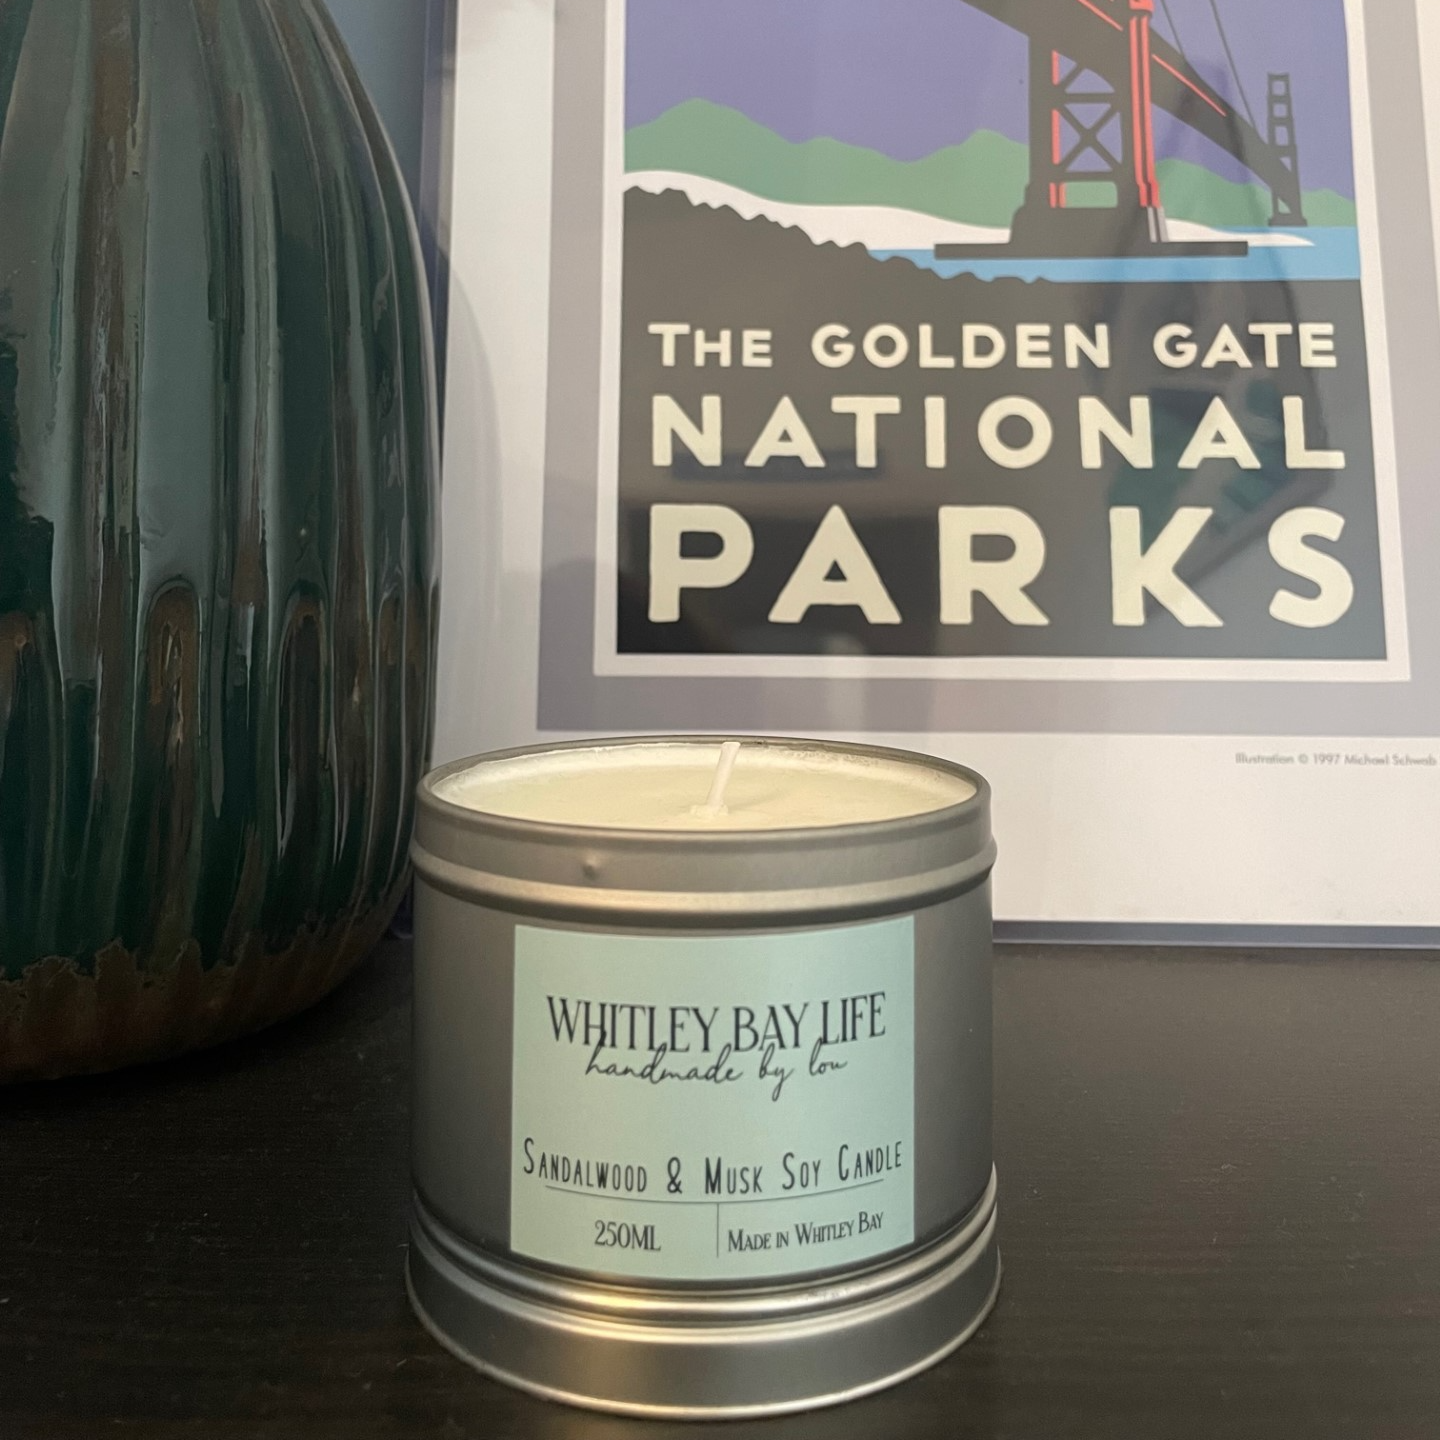 THE GOLDEN GATE
NATIONAL
PARKS
Illustration © 1997 Michael Schwab
WHITLEY BAY LIFE
handmade by lou
SANDALWOOD & MUSK SOY CANDLE
250ML
MADE IN WHITLEY BAY